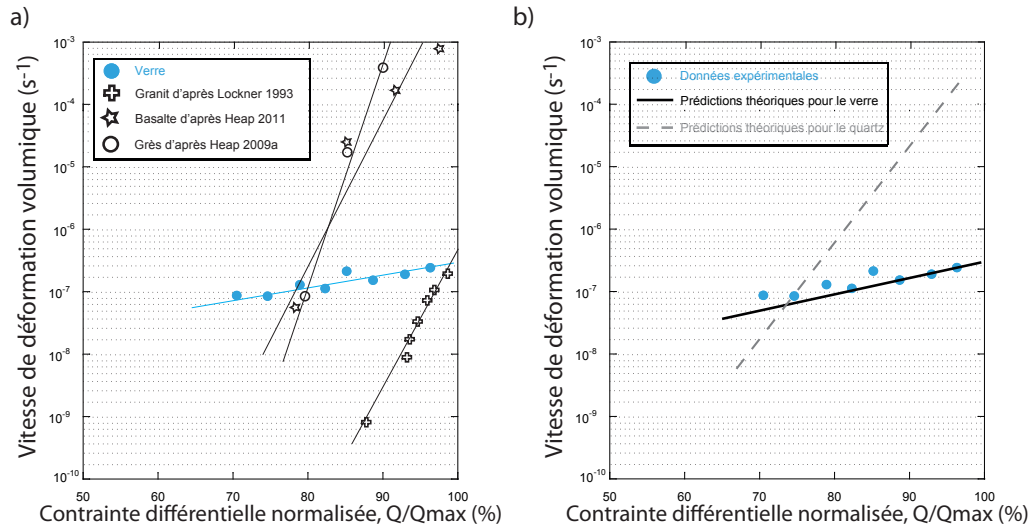 a)
Vitesse de déformation volumique (s⁻¹)
10⁻³
10⁻⁴
10⁻⁵
10⁻⁶
10⁻⁷
10⁻⁸
10⁻⁹
10⁻¹⁰
Verre
Granit d'après Lockner 1993
Basalte d'après Heap 2011
Grès d'après Heap 2009a
50 60 70 80 90 100
Contrainte différentielle normalisée, Q/Qmax (%)
b)
Vitesse de déformation volumique (s⁻¹)
10⁻³
10⁻⁴
10⁻⁵
10⁻⁶
10⁻⁷
10⁻⁸
10⁻⁹
10⁻¹⁰
Données expérimentales
Prédictions théoriques pour le verre
Prédictions théoriques pour le quartz
50 60 70 80 90 100
Contrainte différentielle normalisée, Q/Qmax (%)